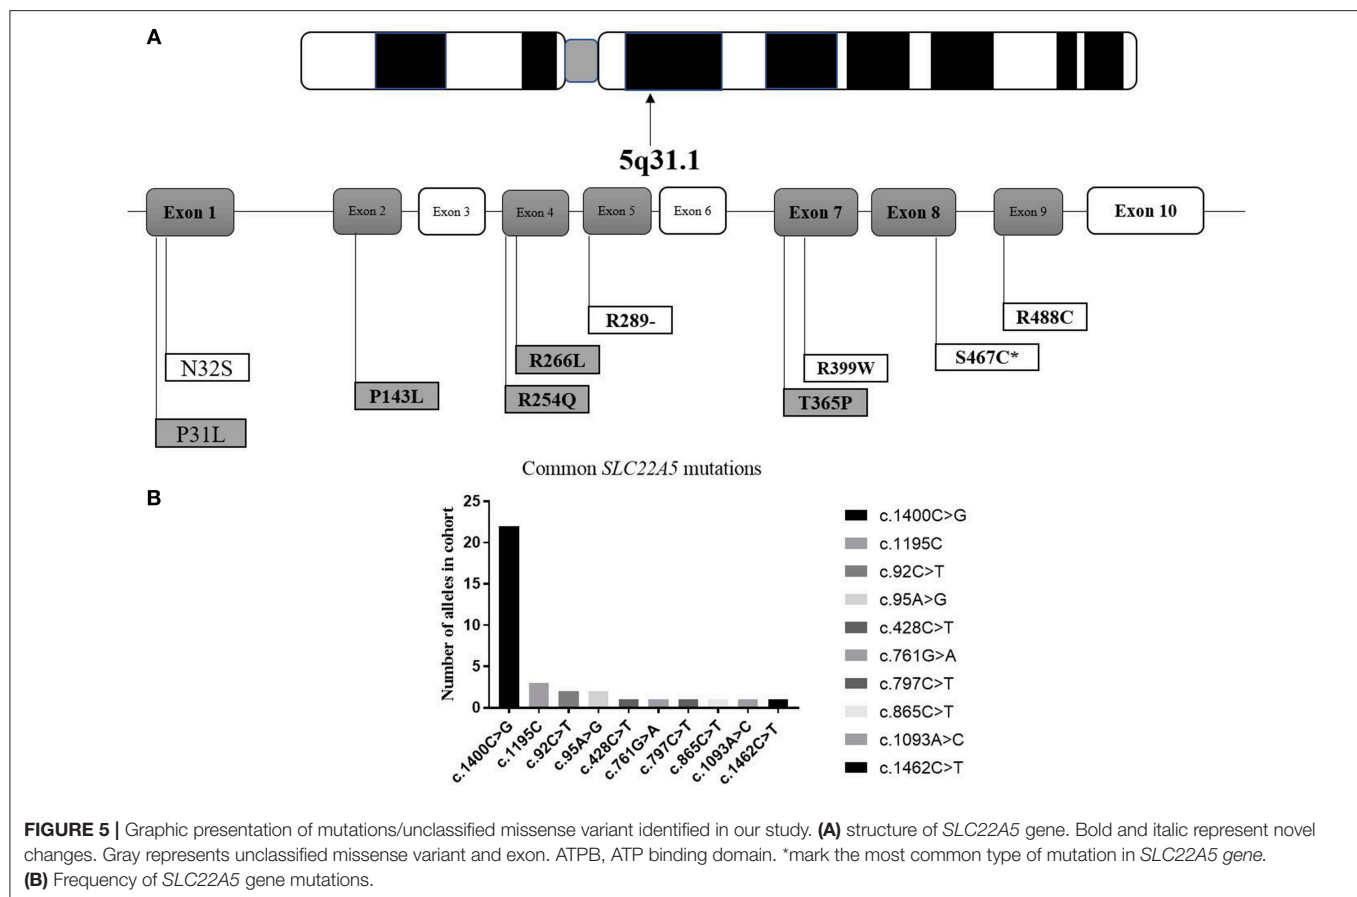 A
5q31.1
Exon 1
Exon 2
Exon 3
Exon 4
Exon 5
Exon 6
Exon 7
Exon 8
Exon 9
Exon 10
R289-
R488C
N32S
R266L
R399W
S467C*
P143L
R254Q
T365P
P31L
Common SLC22A5 mutations
B
Number of alleles in cohort
25
20
15
10
5
0
c.1400C>G
c.1195C
c.92C>T
c.95A>G
c.428C>T
c.761G>A
c.797C>T
c.865C>T
c.1093A>C
c.1462C>T
c.1400C>G
c.1195C
c.92C>T
c.95A>G
c.428C>T
c.761G>A
c.797C>T
c.865C>T
c.1093A>C
c.1462C>T
FIGURE 5 | Graphic presentation of mutations/unclassified missense variant identified in our study. (A) structure of SLC22A5 gene. Bold and italic represent novel
changes. Gray represents unclassified missense variant and exon. ATPB, ATP binding domain. *mark the most common type of mutation in SLC22A5 gene.
(B) Frequency of SLC22A5 gene mutations.